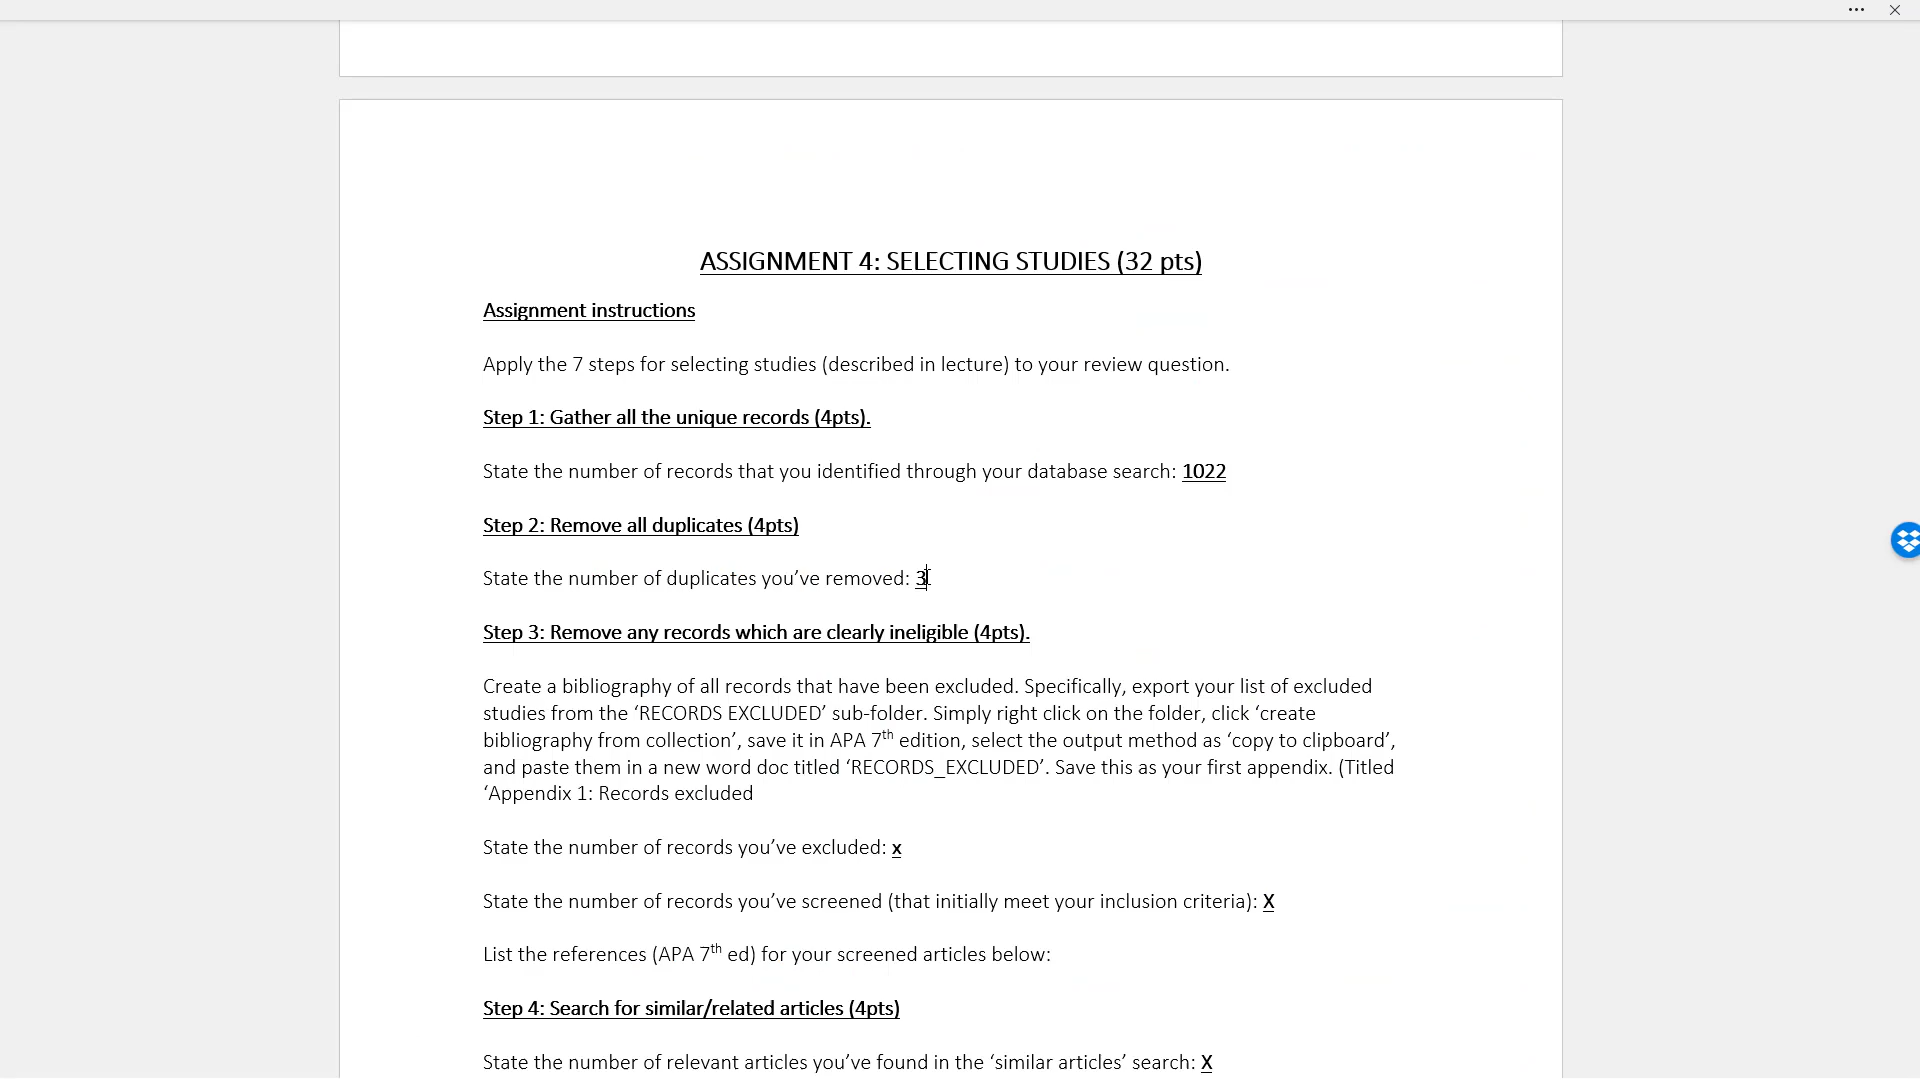 ASSIGNMENT 4: SELECTING STUDIES (32 pts)
Assignment instructions
Apply the 7 steps for selecting studies (described in lecture) to your review question.
Step 1: Gather all the unique records (4pts).
State the number of records that you identified through your database search: 1022
Step 2: Remove all duplicates (4pts)
State the number of duplicates you’ve removed: 3
Step 3: Remove any records which are clearly ineligible (4pts).
Create a bibliography of all records that have been excluded. Specifically, export your list of excluded
studies from the ‘RECORDS EXCLUDED’ sub-folder. Simply right click on the folder, click ‘create
bibliography from collection’, save it in APA 7th edition, select the output method as ‘copy to clipboard’,
and paste them in a new word doc titled ‘RECORDS_EXCLUDED’. Save this as your first appendix. (Titled
‘Appendix 1: Records excluded
State the number of records you’ve excluded: x
State the number of records you’ve screened (that initially meet your inclusion criteria): X
List the references (APA 7th ed) for your screened articles below:
Step 4: Search for similar/related articles (4pts)
State the number of relevant articles you’ve found in the ‘similar articles’ search: X